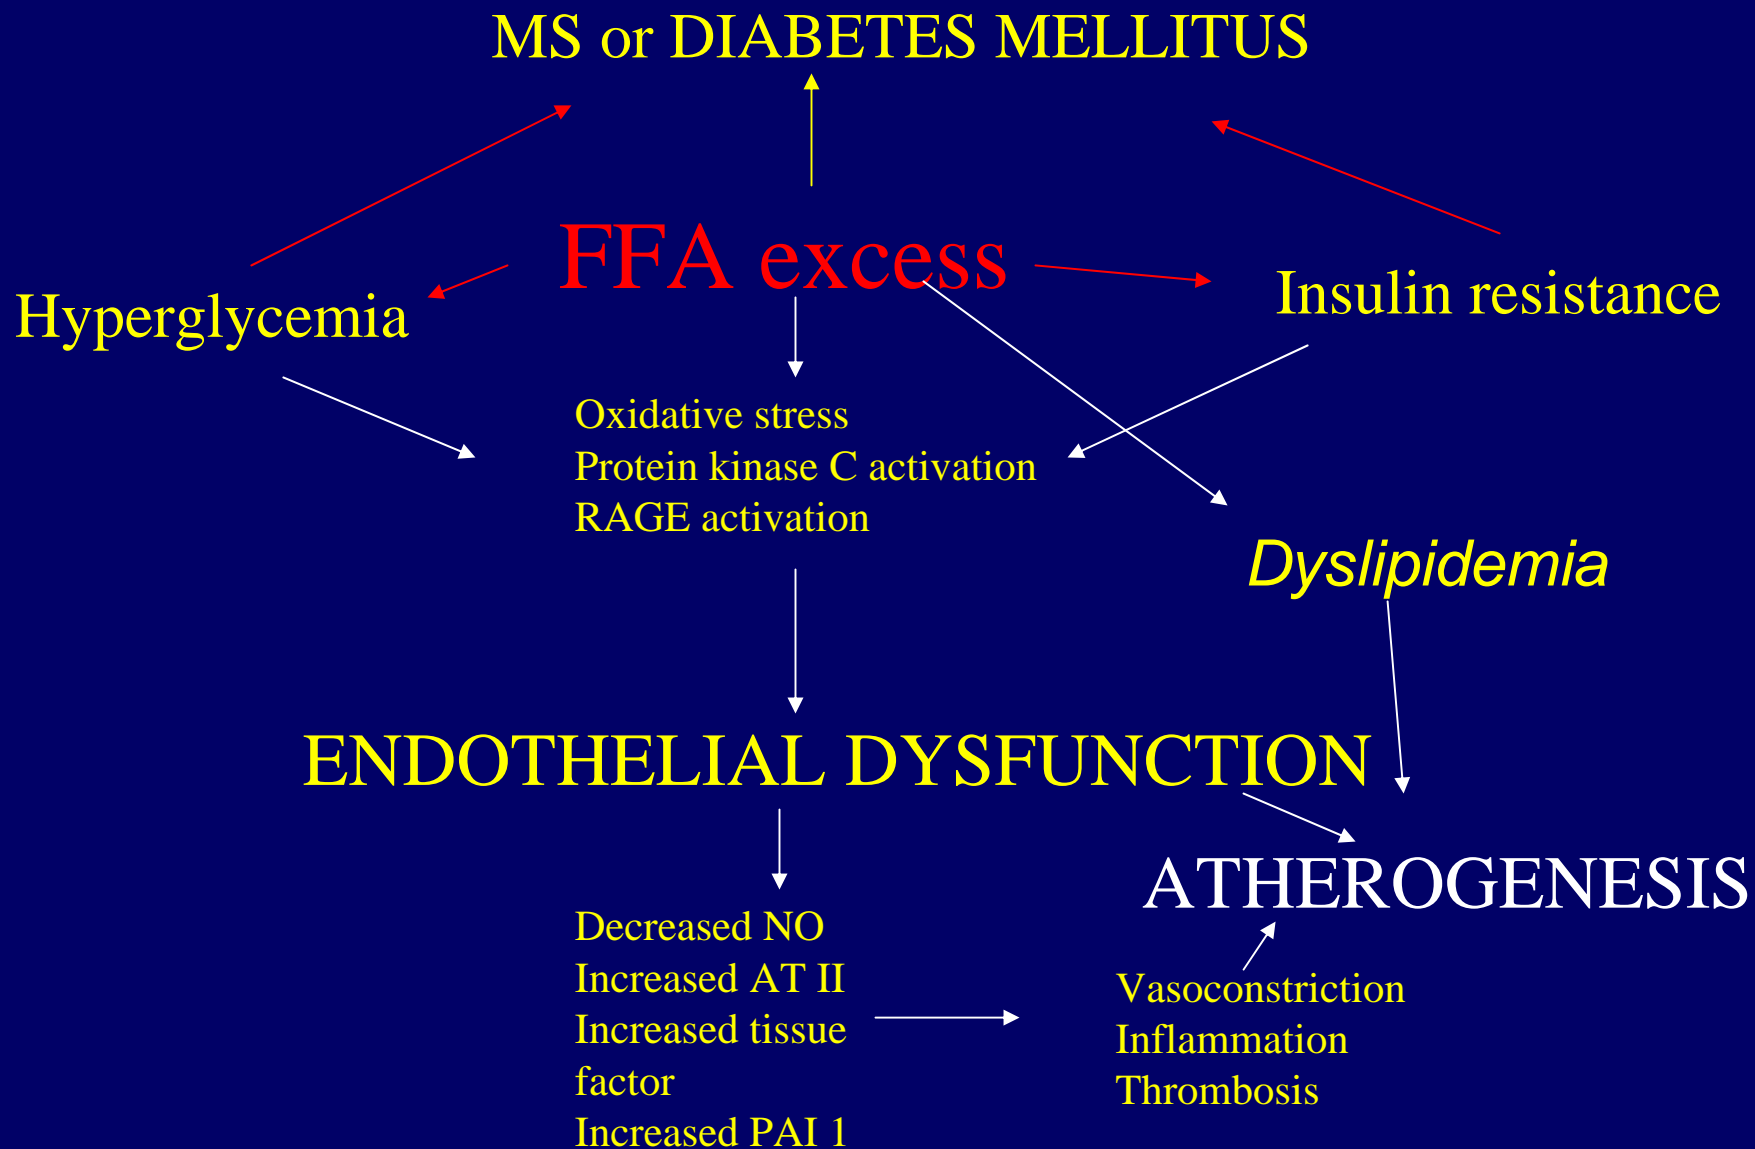 MS or DIABETES MELLITUS
FFA excess
Hyperglycemia
Insulin resistance
Oxidative stress
Protein kinase C activation
RAGE activation
Dyslipidemia
ENDOTHELIAL DYSFUNCTION
ATHEROGENESIS
Decreased NO
Increased AT II
Increased tissue
factor
Increased PAI 1
Vasoconstriction
Inflammation
Thrombosis